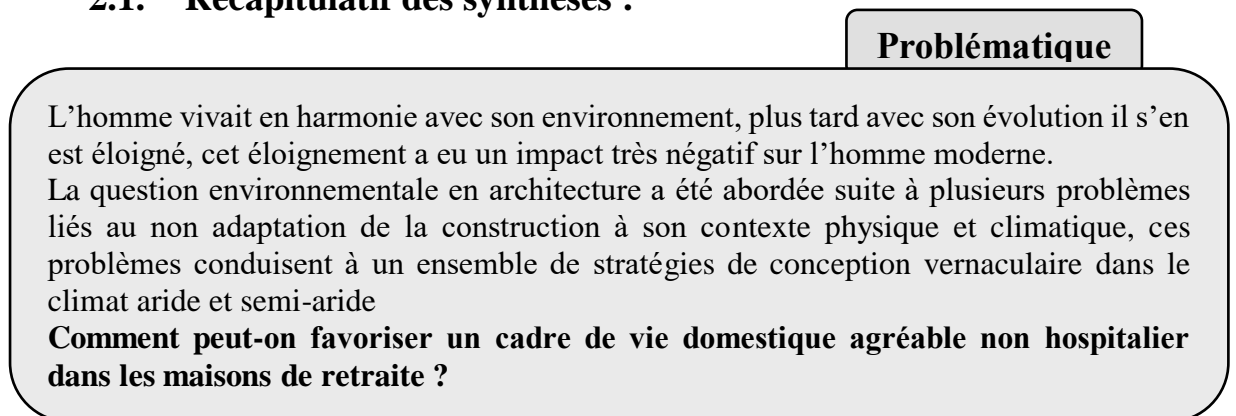 2.1. Récapitulatif des synthèses :
Problématique
L’homme vivait en harmonie avec son environnement, plus tard avec son évolution il s’en
est éloigné, cet éloignement a eu un impact très négatif sur l’homme moderne.
La question environnementale en architecture a été abordée suite à plusieurs problèmes
liés au non adaptation de la construction à son contexte physique et climatique, ces
problèmes conduisent à un ensemble de stratégies de conception vernaculaire dans le
climat aride et semi-aride
Comment peut-on favoriser un cadre de vie domestique agréable non hospitalier
dans les maisons de retraite ?